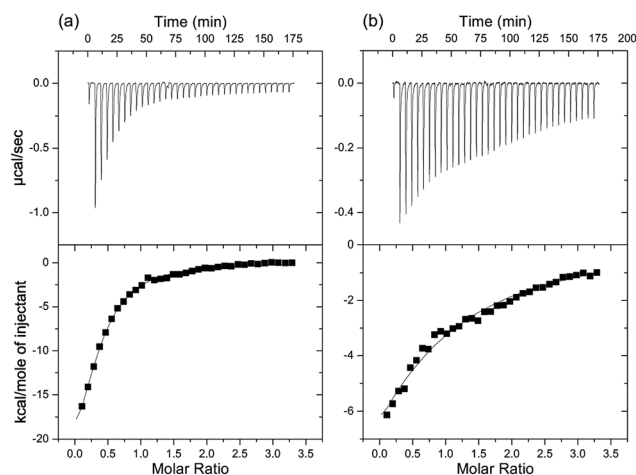 (a) Time (min) (b) Time (min)
0 25 50 75 100 125 150 175 0 25 50 75 100 125 150 175 200
0.0
-0.5
-1.0
µcal/sec
0.0
-0.2
-0.4
0
-5
-10
-15
-20
kcal/mole of injectant
0
-2
-4
-6
0.0 0.5 1.0 1.5 2.0 2.5 3.0 3.5 0.0 0.5 1.0 1.5 2.0 2.5 3.0 3.5
Molar Ratio Molar Ratio